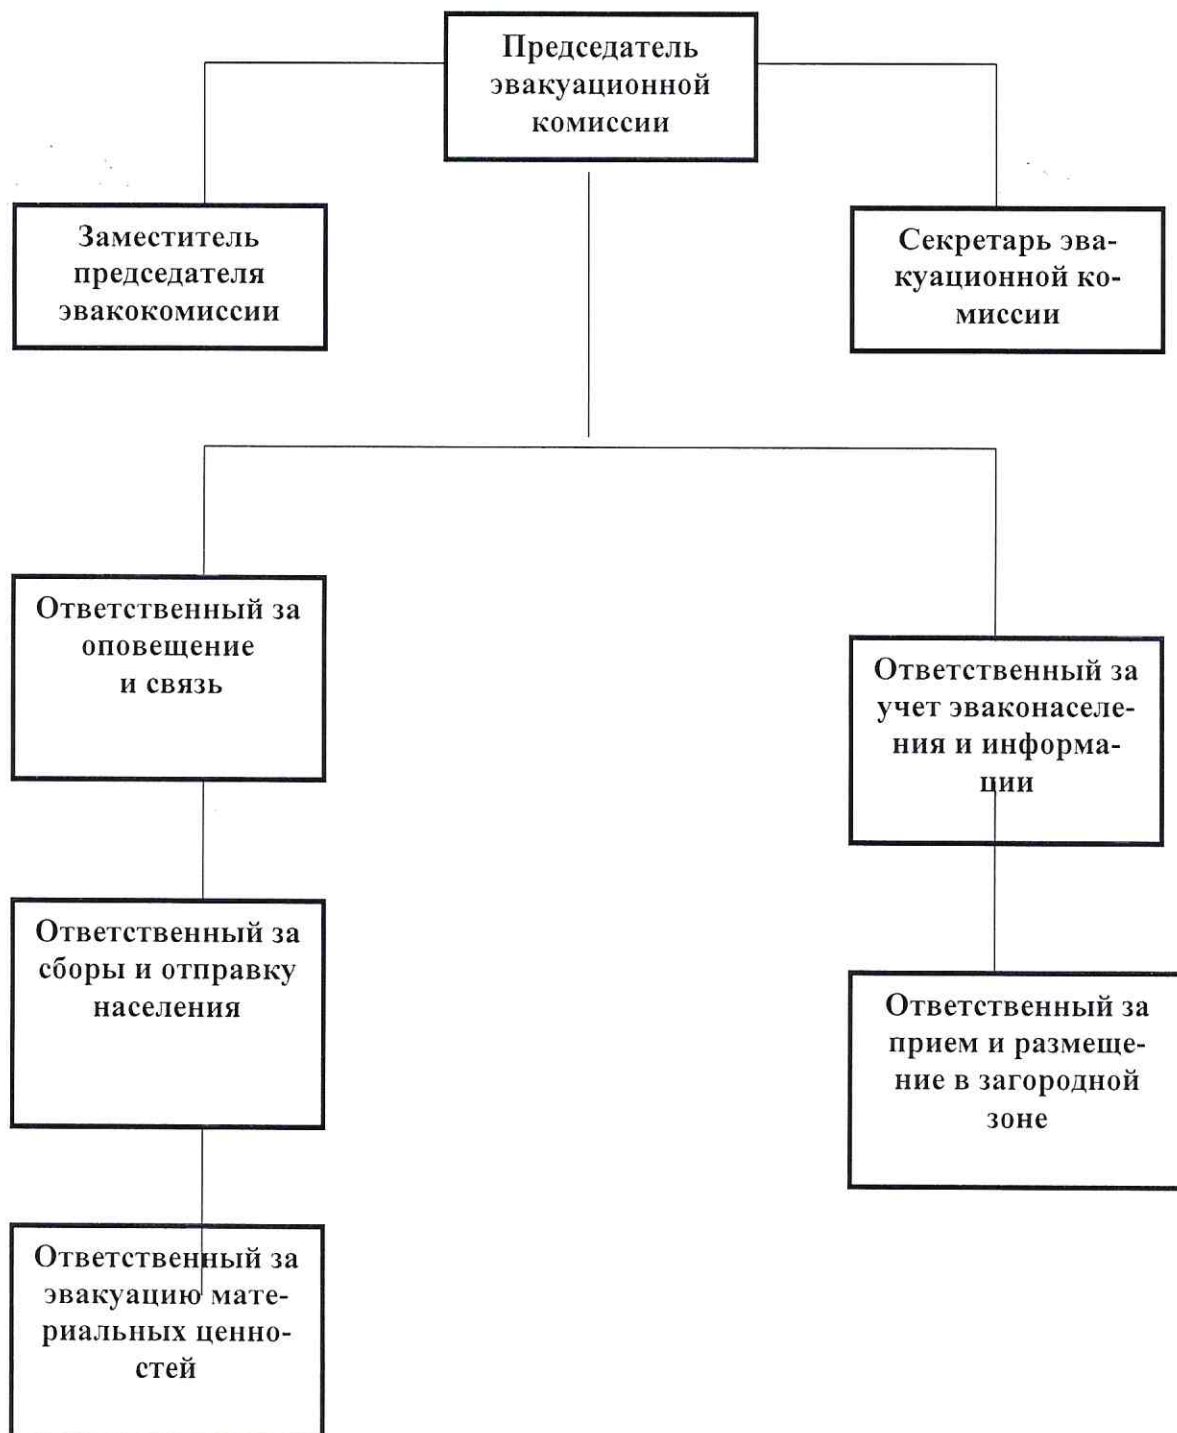 Председатель
эвакуационной
комиссии
Заместитель
председателя
эвакокомиссии
Секретарь эва-
куационной ко-
миссии
Ответственный за
оповещение
и связь
Ответственный за
учет эваконаселе-
ния и информа-
ции
Ответственный за
сборы и отправку
населения
Ответственный за
прием и размеще-
ние в загородной
зоне
Ответственный за
эвакуацию мате-
риальных ценно-
стей